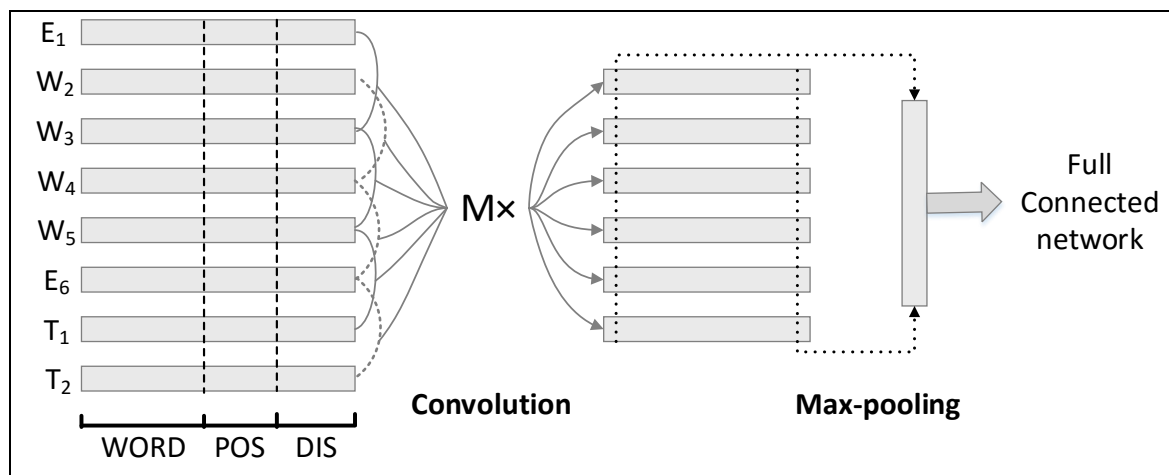 E1
W2
W3
W4
W5
E6
T1
T2
WORD POS DIS
M×
Convolution
Max-pooling
Full
Connected
network